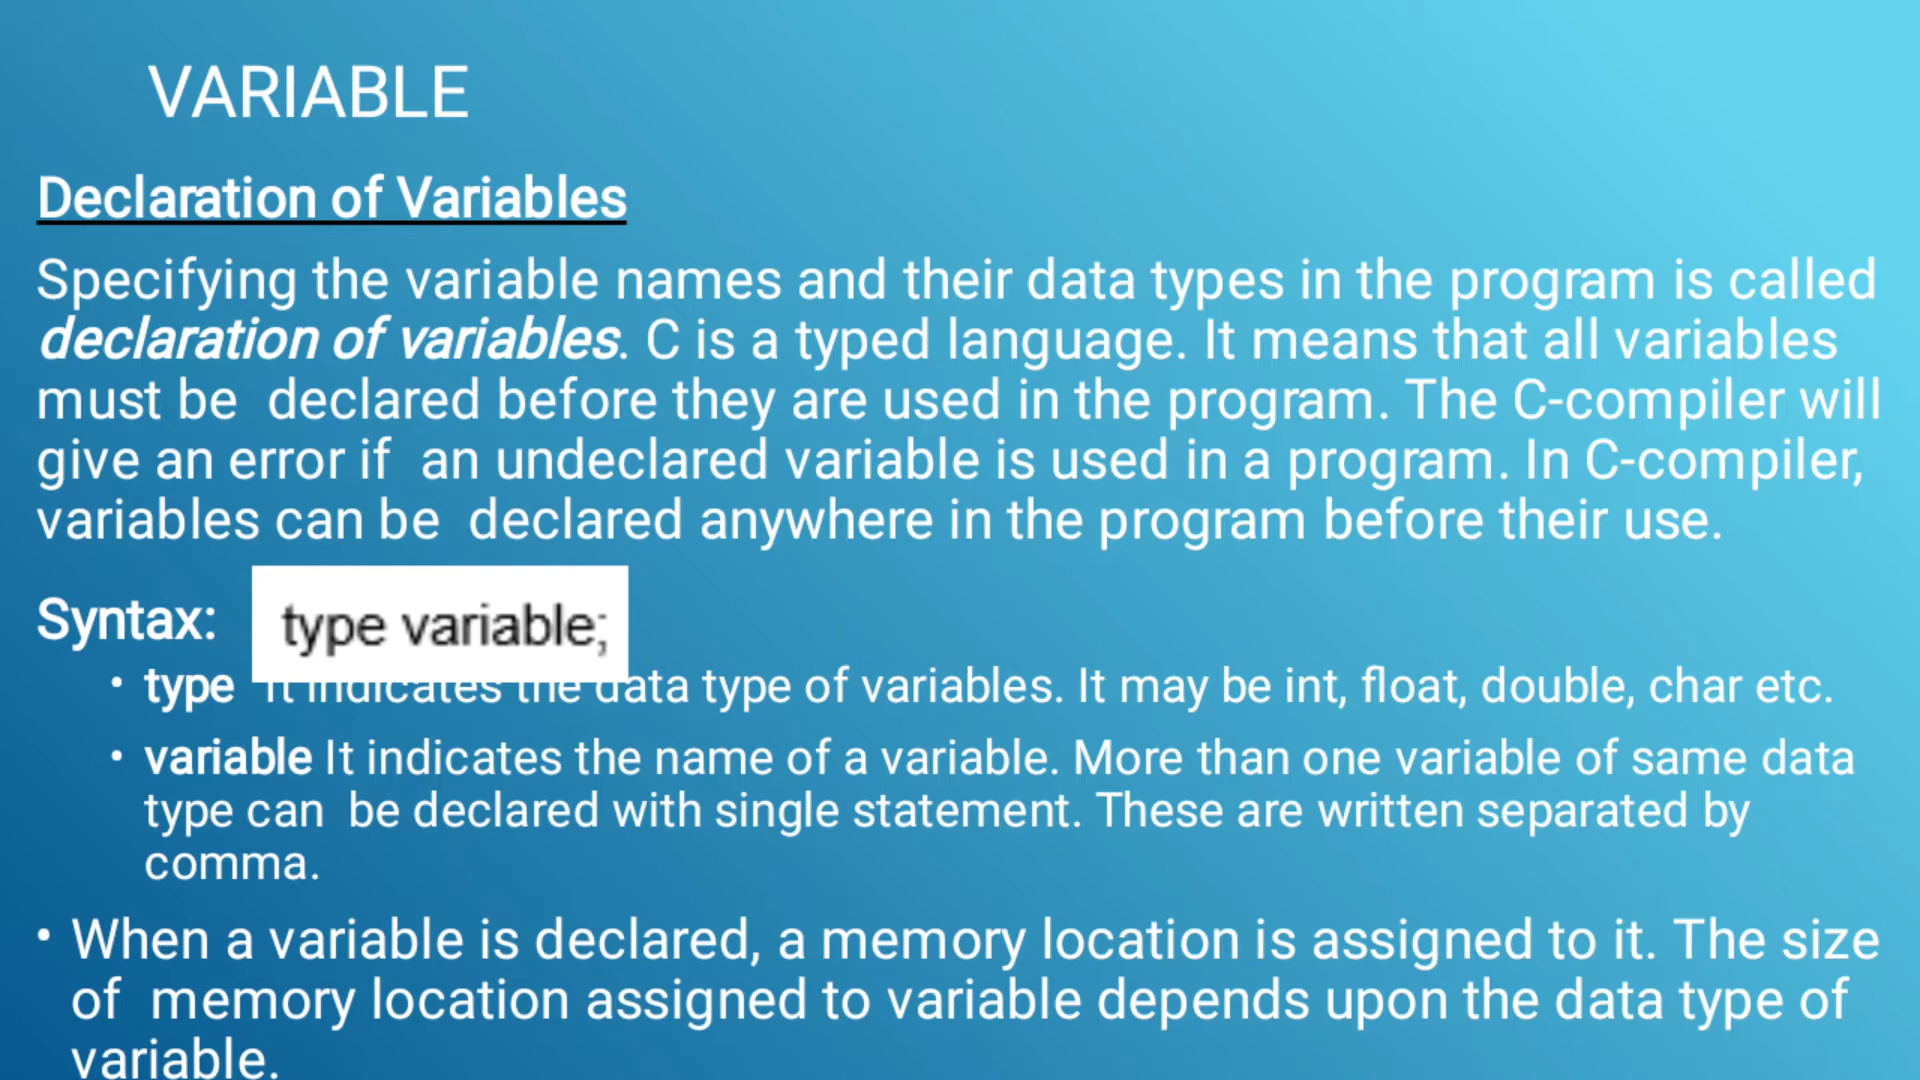 VARIABLE
Declaration of Variables
Specifying the variable names and their data types in the program is called
declaration of variables. C is a typed language. It means that all variables
must be declared before they are used in the program. The C-compiler will
give an error if an undeclared variable is used in a program. In C-compiler,
variables can be declared anywhere in the program before their use.
Syntax: type variable;
• type It indicates the data type of variables. It may be int, float, double, char etc.
• variable It indicates the name of a variable. More than one variable of same data
type can be declared with single statement. These are written separated by
comma.
• When a variable is declared, a memory location is assigned to it. The size
of memory location assigned to variable depends upon the data type of
variable.